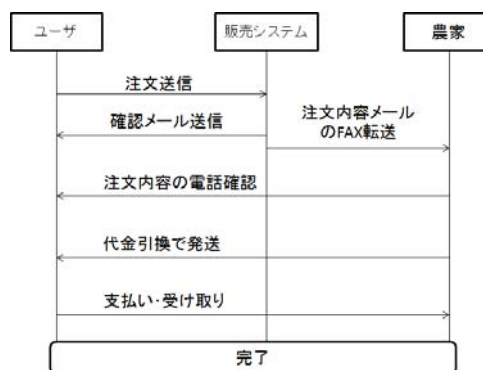 ユーザ
販売システム
農家
注文送信
確認メール送信
注文内容メール
のFAX転送
注文内容の電話確認
代金引換で発送
支払い・受け取り
完了